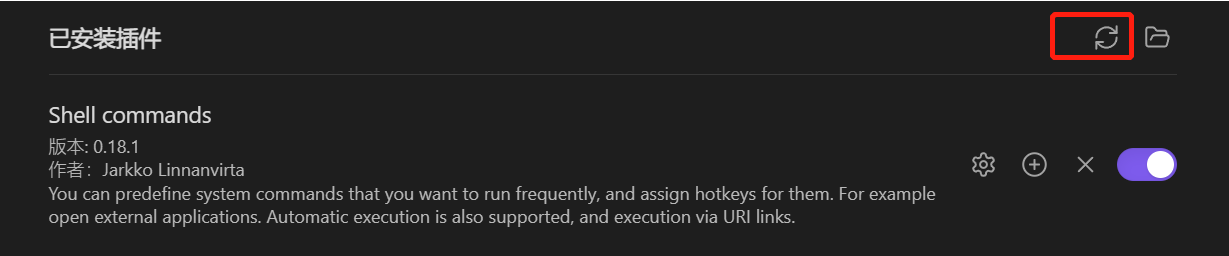 已安装插件
Shell commands
版本: 0.18.1
作者：Jarkko Linnanvirta
You can predefine system commands that you want to run frequently, and assign hotkeys for them. For example
open external applications. Automatic execution is also supported, and execution via URI links.